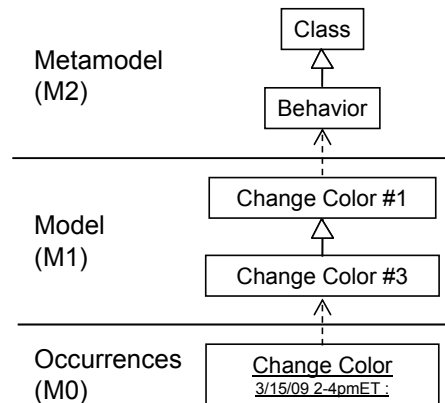 Class
Metamodel
(M2)
Behavior
Change Color #1
Model
(M1)
Change Color #3
Occurrences
(M0)
Change Color
3/15/09 2-4pmET :